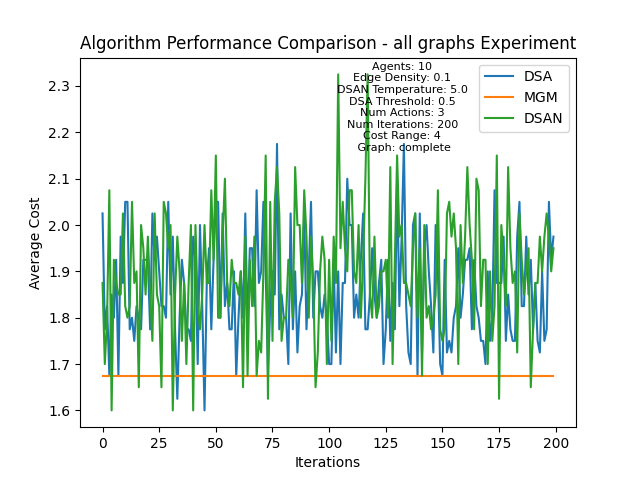 Algorithm Performance Comparison - all graphs Experiment
Agents: 10
Edge Density: 0.1
DSAN Temperature: 5.0
DSA Threshold: 0.5
Num Actions: 3
Num Iterations: 200
Cost Range: 4
Graph: complete
DSA
MGM
DSAN
Average Cost
2.3
2.2
2.1
2.0
1.9
1.8
1.7
1.6
0 25 50 75 100 125 150 175 200
Iterations